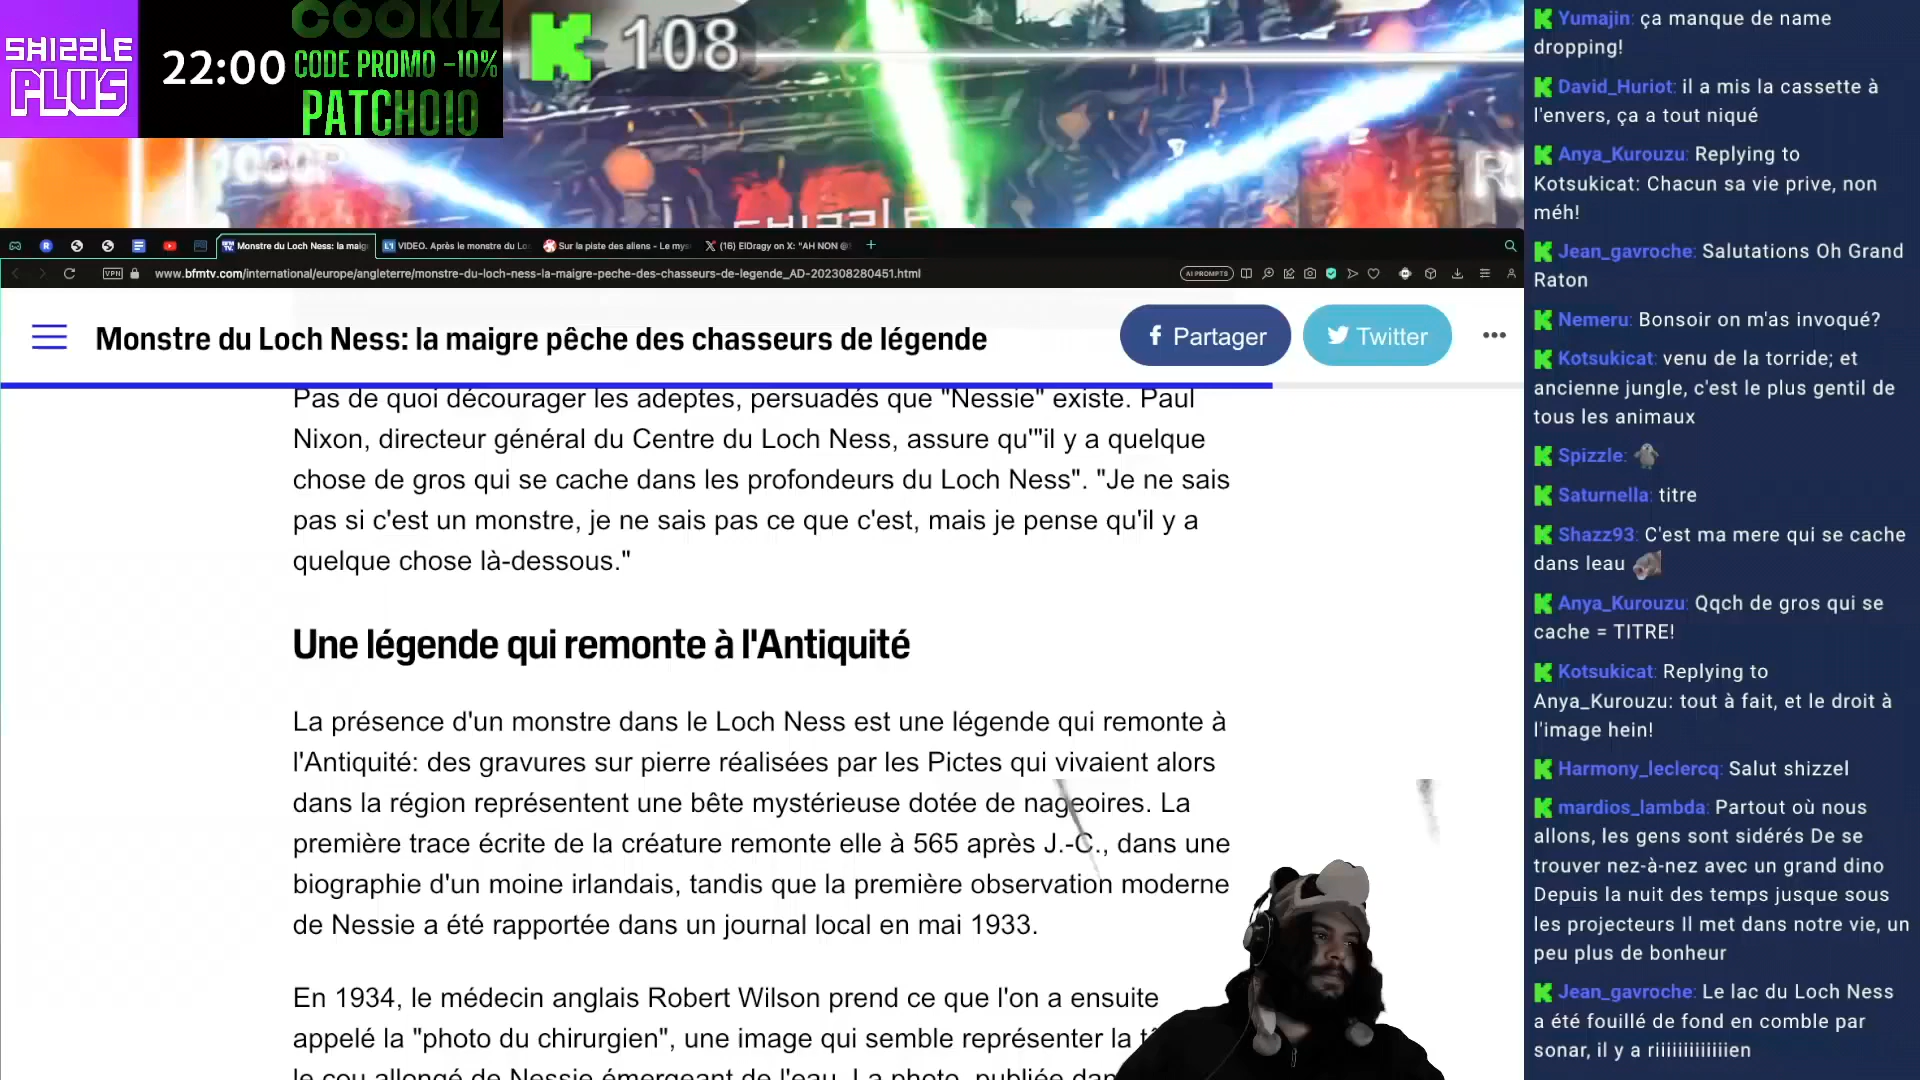 SHIZZLE
PLUS
22:00
COOKIZ
CODE PROMO -10%
PATCHO10
108
1080P
SHIZZLE
Monstre du Loch Ness: la maig
VIDEO. Après le monstre du Lo
Sur la piste des aliens - Le mys
(16) ElDragy on X: "AH NON @
VPN
www.bfmtv.com/international/europe/angleterre/monstre-du-loch-ness-la-maigre-peche-des-chasseurs-de-legende_AD-202308280451.html
AI PROMPTS
Monstre du Loch Ness: la maigre pêche des chasseurs de légende
Partager
Twitter
Pas de quoi décourager les adeptes, persuadés que "Nessie" existe. Paul
Nixon, directeur général du Centre du Loch Ness, assure qu'"il y a quelque
chose de gros qui se cache dans les profondeurs du Loch Ness". "Je ne sais
pas si c'est un monstre, je ne sais pas ce que c'est, mais je pense qu'il y a
quelque chose là-dessous."
Une légende qui remonte à l'Antiquité
La présence d'un monstre dans le Loch Ness est une légende qui remonte à
l'Antiquité: des gravures sur pierre réalisées par les Pictes qui vivaient alors
dans la région représentent une bête mystérieuse dotée de nageoires. La
première trace écrite de la créature remonte elle à 565 après J.-C., dans une
biographie d'un moine irlandais, tandis que la première observation moderne
de Nessie a été rapportée dans un journal local en mai 1933.
En 1934, le médecin anglais Robert Wilson prend ce que l'on a ensuite
appelé la "photo du chirurgien", une image qui semble représenter la
le cou allongé de Nessie émergeant de l'eau. La photo, publiée dan
Yumajin: ça manque de name
dropping!
David_Huriot: il a mis la cassette à
l'envers, ça a tout niqué
Anya_Kurouzu: Replying to
Kotsukicat: Chacun sa vie prive, non
méh!
Jean_gavroche: Salutations Oh Grand
Raton
Nemeru: Bonsoir on m'as invoqué?
Kotsukicat: venu de la torride; et
ancienne jungle, c'est le plus gentil de
tous les animaux
Spizzle:
Saturnella: titre
Shazz93: C'est ma mere qui se cache
dans leau
Anya_Kurouzu: Qqch de gros qui se
cache = TITRE!
Kotsukicat: Replying to
Anya_Kurouzu: tout à fait, et le droit à
l'image hein!
Harmony_leclercq: Salut shizzel
mardios_lambda: Partout où nous
allons, les gens sont sidérés De se
trouver nez-à-nez avec un grand dino
Depuis la nuit des temps jusque sous
les projecteurs Il met dans notre vie, un
peu plus de bonheur
Jean_gavroche: Le lac du Loch Ness
a été fouillé de fond en comble par
sonar, il y a riiiiiiiiiiiiien